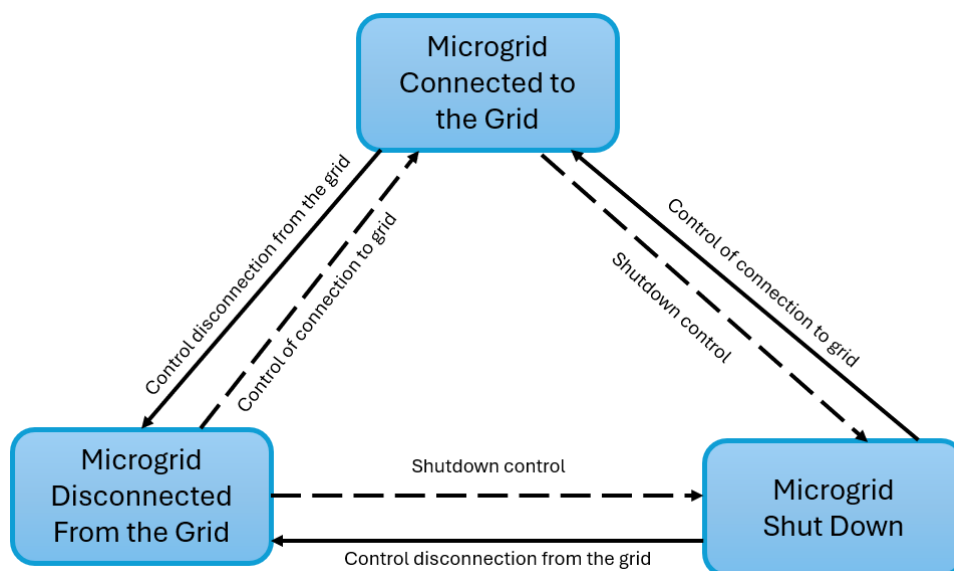 Microgrid
Connected to
the Grid
Control disconnection from the grid
Control of connection to grid
Control of connection to grid
Shutdown control
Microgrid
Disconnected
From the Grid
Shutdown control
Control disconnection from the grid
Microgrid
Shut Down